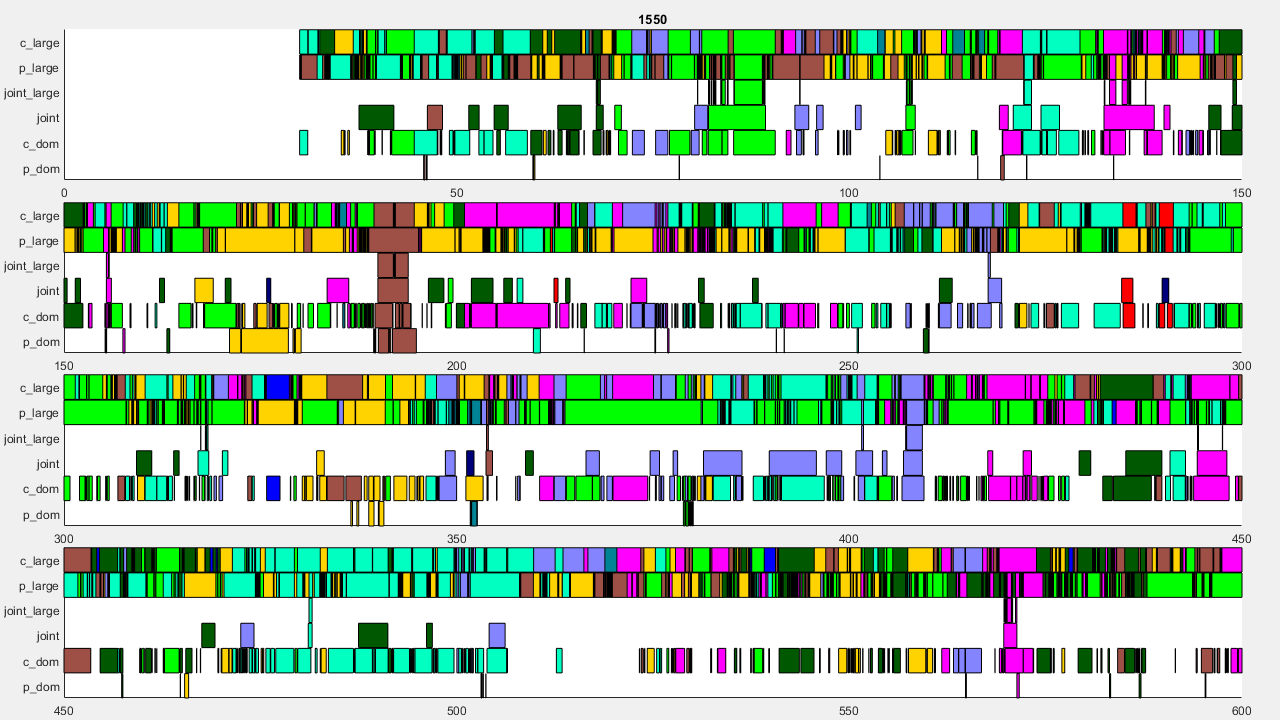 1550
c_large
p_large
joint_large
joint
c_dom
p_dom
0 50 100 150
c_large
p_large
joint_large
joint
c_dom
p_dom
150 200 250 300
c_large
p_large
joint_large
joint
c_dom
p_dom
300 350 400 450
c_large
p_large
joint_large
joint
c_dom
p_dom
450 500 550 600